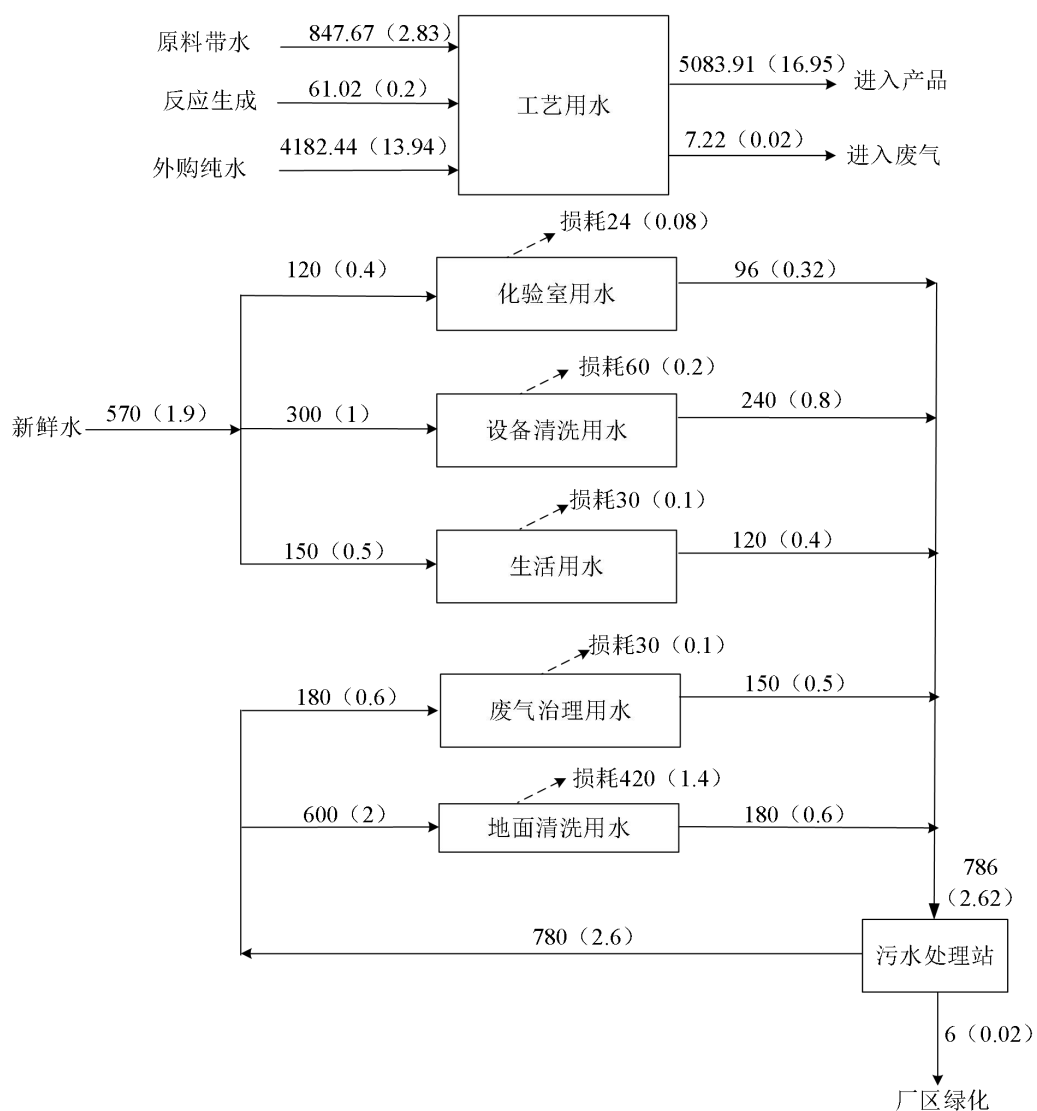 原料带水
847.67（2.83）
反应生成
61.02（0.2）
外购纯水
4182.44（13.94）
工艺用水
5083.91（16.95）
进入产品
7.22（0.02）
进入废气
损耗24（0.08）
120（0.4）
化验室用水
96（0.32）
损耗60（0.2）
新鲜水
570（1.9）
300（1）
设备清洗用水
240（0.8）
损耗30（0.1）
150（0.5）
生活用水
120（0.4）
损耗30（0.1）
180（0.6）
废气治理用水
150（0.5）
损耗420（1.4）
600（2）
地面清洗用水
180（0.6）
786
（2.62）
780（2.6）
污水处理站
6（0.02）
厂区绿化